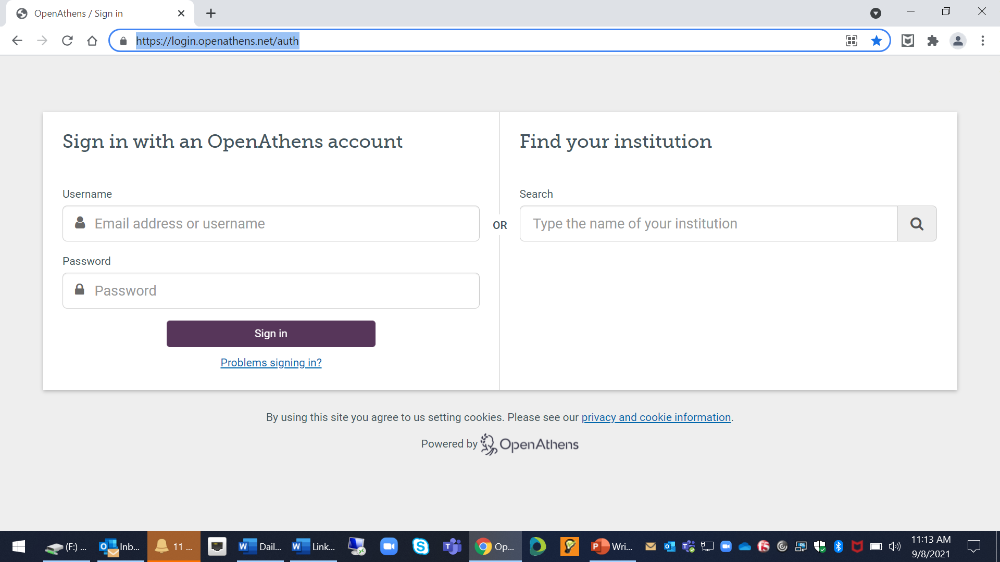 OpenAthens / Sign in
https://login.openathens.net/auth
Sign in with an OpenAthens account
Find your institution
Username
Search
Email address or username
OR
Type the name of your institution
Password
Password
Sign in
Problems signing in?
By using this site you agree to us setting cookies. Please see our privacy and cookie information.
Powered by OpenAthens
(F:) ...
Inb...
11 ...
Dail...
Link...
Op...
Wri...
11:13 AM
9/8/2021